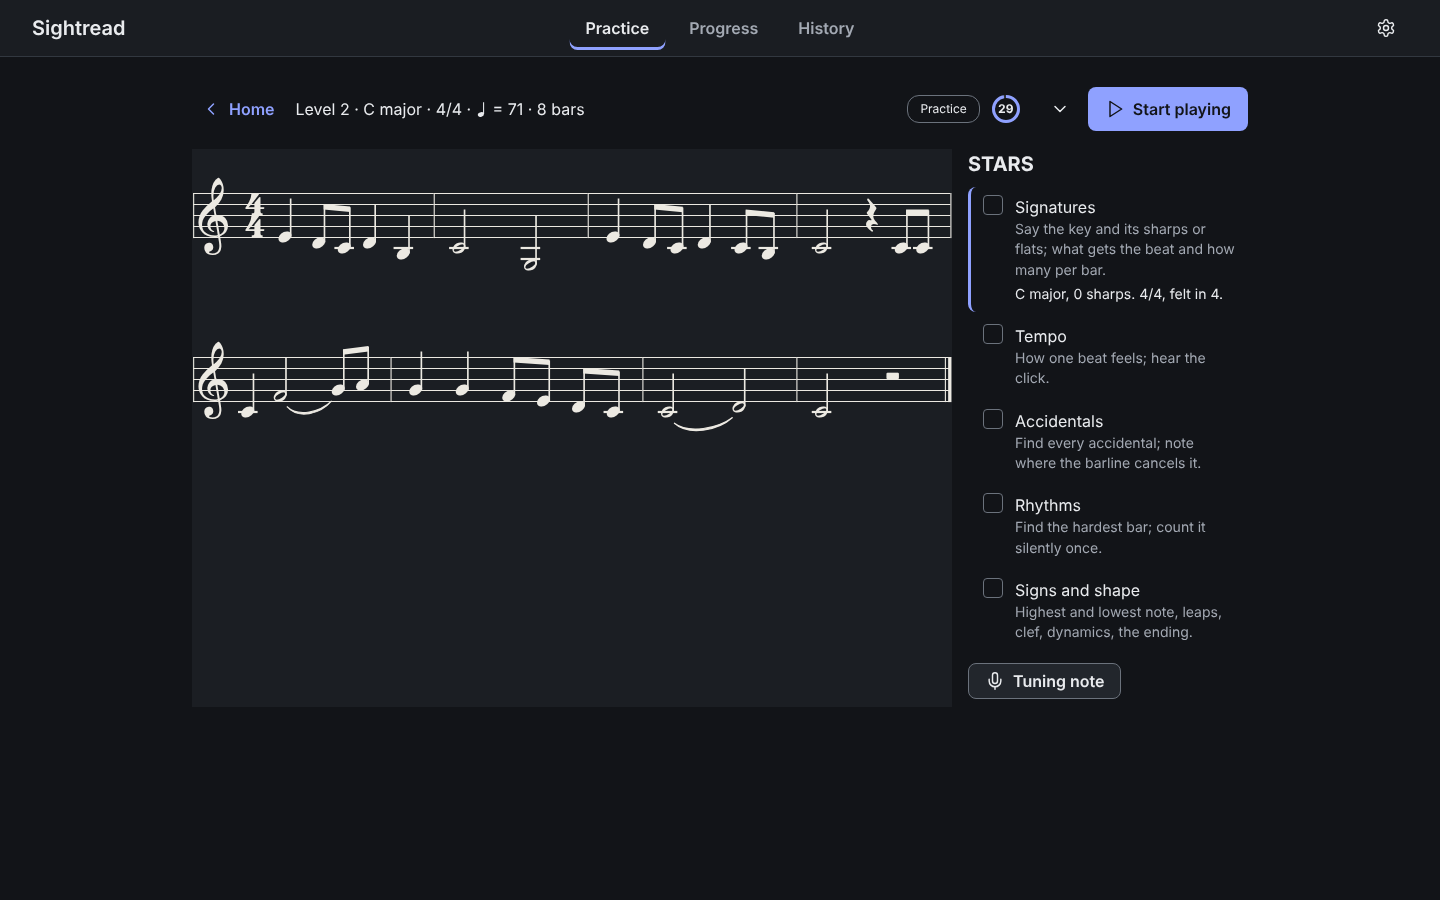 Sightread
Practice
Progress
History
Home
Level 2 · C major · 4/4 · ♩ = 71 · 8 bars
Practice
29
Start playing
STARS
Signatures
Say the key and its sharps or
flats; what gets the beat and how
many per bar.
C major, 0 sharps. 4/4, felt in 4.
Tempo
How one beat feels; hear the
click.
Accidentals
Find every accidental; note
where the barline cancels it.
Rhythms
Find the hardest bar; count it
silently once.
Signs and shape
Highest and lowest note, leaps,
clef, dynamics, the ending.
Tuning note
4
4